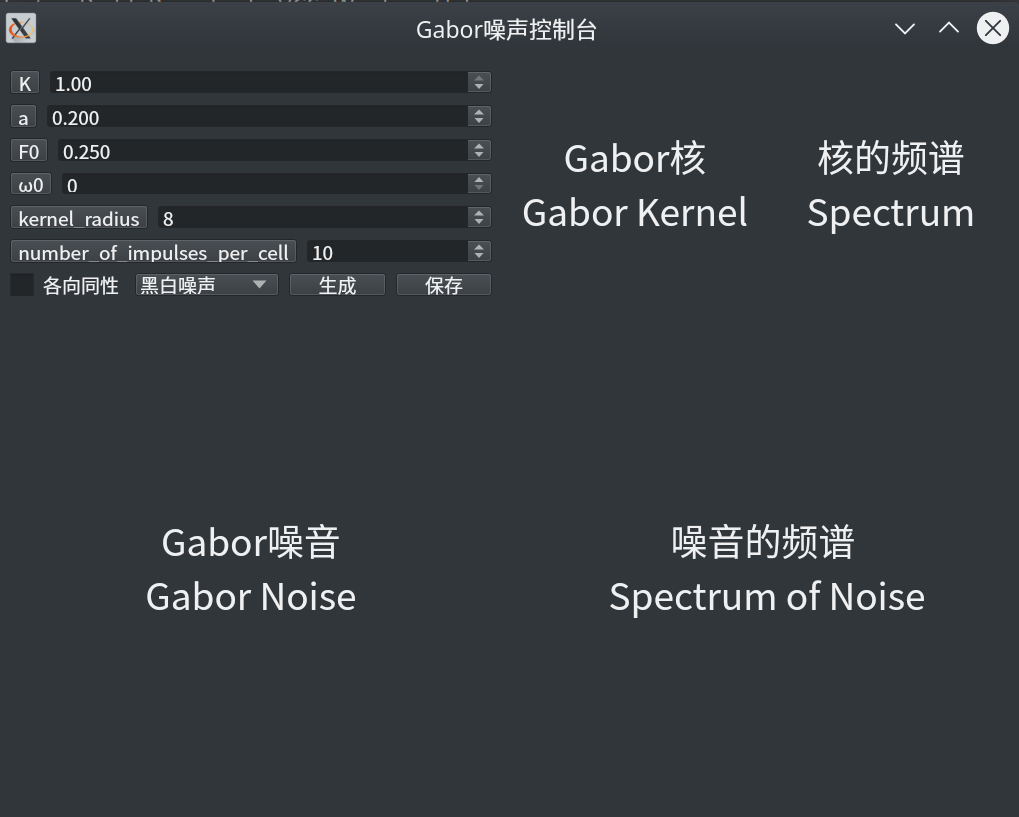 Gabor噪声控制台
K 1.00
a 0.200
F0 0.250
ω0 0
kernel_radius 8
number_of_impulses_per_cell 10
各向同性 黑白噪声 生成 保存
Gabor核
Gabor Kernel
核的频谱
Spectrum
Gabor噪音
Gabor Noise
噪音的频谱
Spectrum of Noise